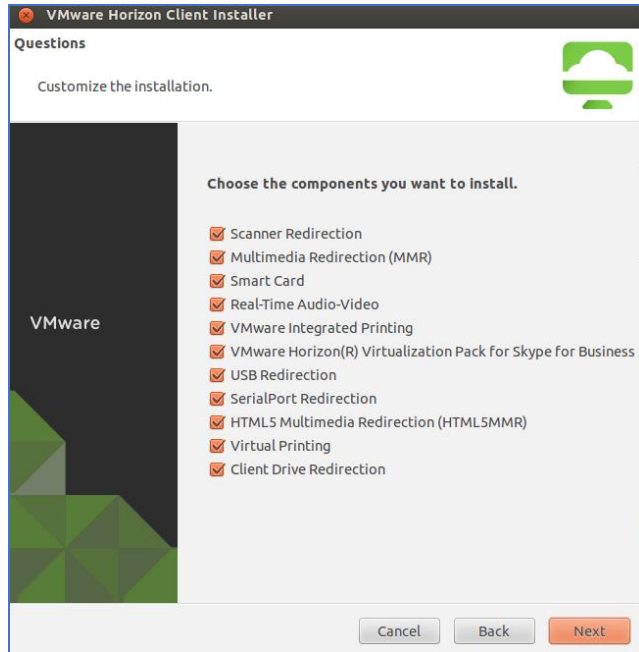 VMware Horizon Client Installer
Questions
Customize the installation.
Choose the components you want to install.
Scanner Redirection
Multimedia Redirection (MMR)
Smart Card
Real-Time Audio-Video
VMware Integrated Printing
VMware Horizon(R) Virtualization Pack for Skype for Business
USB Redirection
SerialPort Redirection
HTML5 Multimedia Redirection (HTML5MMR)
Virtual Printing
Client Drive Redirection
VMware
Cancel
Back
Next